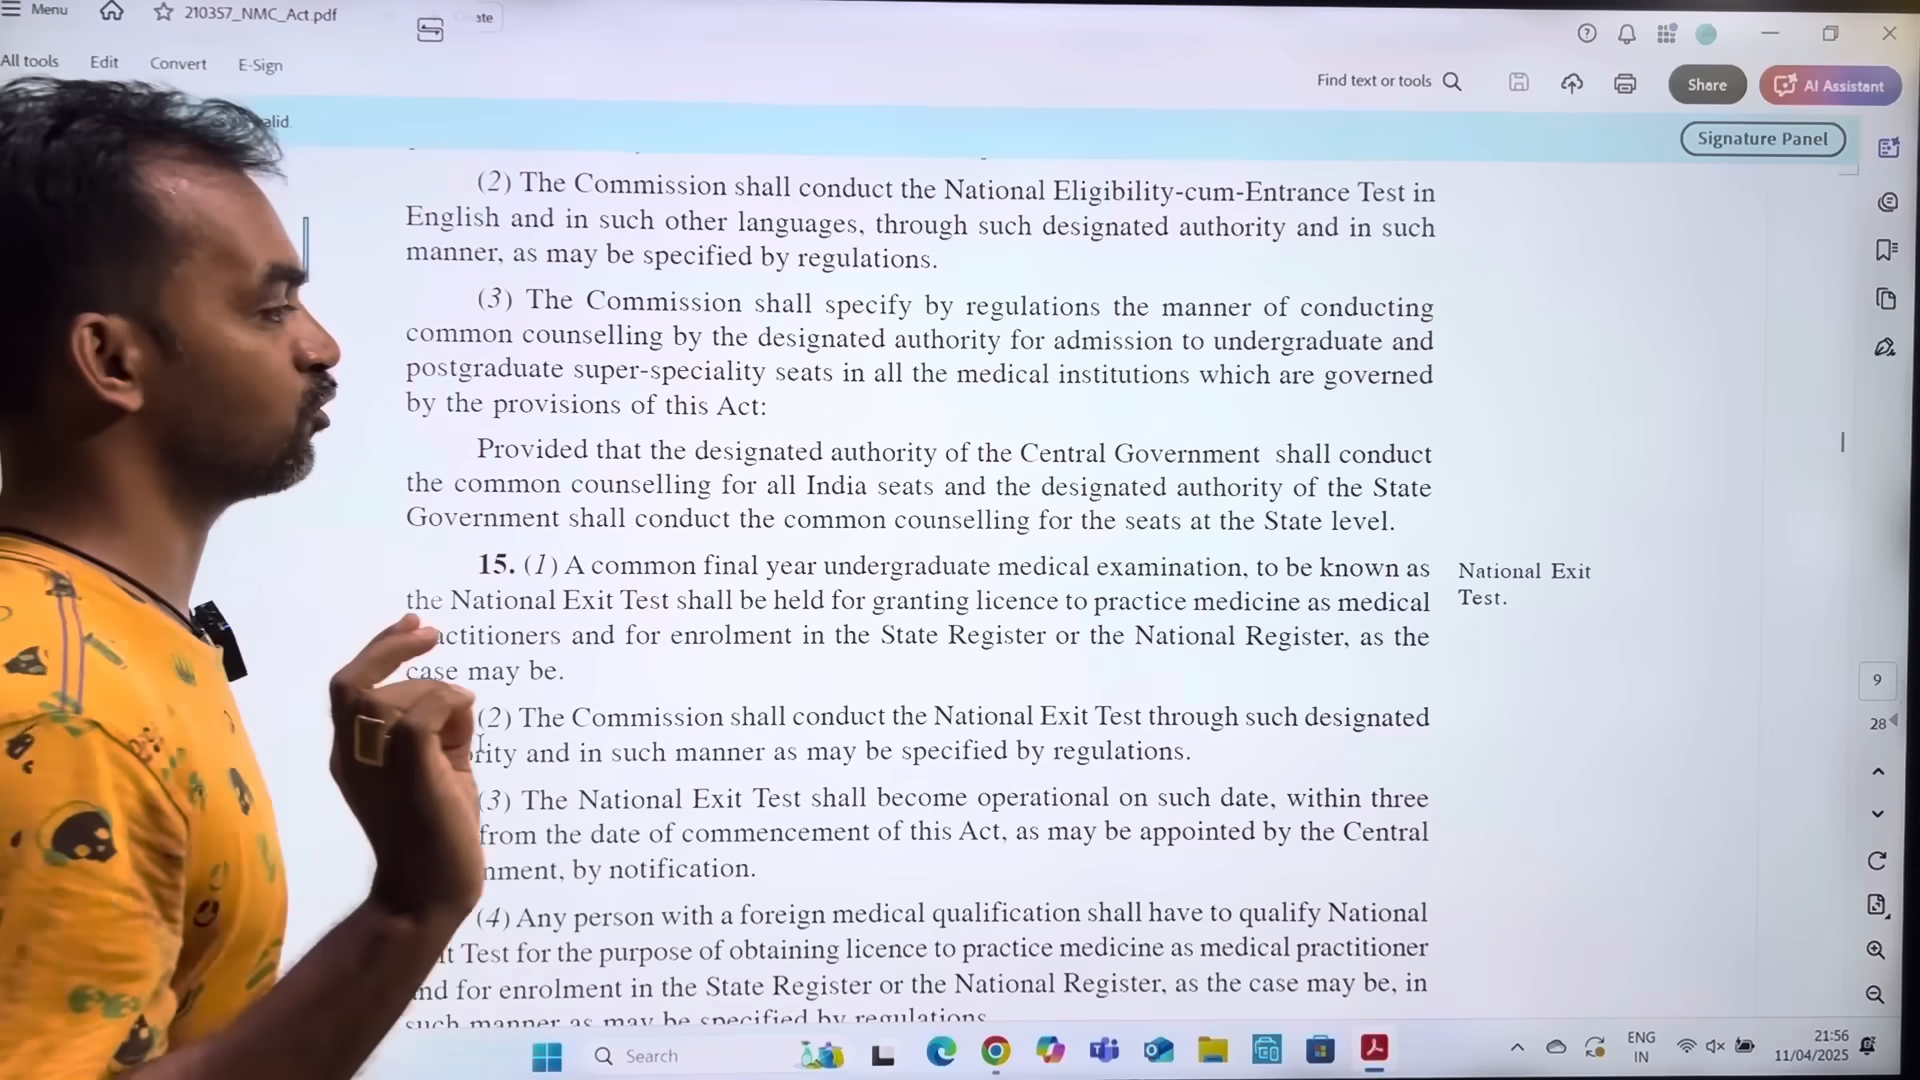 Menu
210357_NMC_Act.pdf
ate
All tools
Edit
Convert
E-Sign
Find text or tools
Share
AI Assistant
alid.
Signature Panel
(2) The Commission shall conduct the National Eligibility-cum-Entrance Test in
English and in such other languages, through such designated authority and in such
manner, as may be specified by regulations.
(3) The Commission shall specify by regulations the manner of conducting
common counselling by the designated authority for admission to undergraduate and
postgraduate super-speciality seats in all the medical institutions which are governed
by the provisions of this Act:
Provided that the designated authority of the Central Government shall conduct
the common counselling for all India seats and the designated authority of the State
Government shall conduct the common counselling for the seats at the State level.
15. (1) A common final year undergraduate medical examination, to be known as
the National Exit Test shall be held for granting licence to practice medicine as medical
actitioners and for enrolment in the State Register or the National Register, as the
case may be.
National Exit
Test.
(2) The Commission shall conduct the National Exit Test through such designated
rity and in such manner as may be specified by regulations.
(3) The National Exit Test shall become operational on such date, within three
from the date of commencement of this Act, as may be appointed by the Central
nment, by notification.
(4) Any person with a foreign medical qualification shall have to qualify National
it Test for the purpose of obtaining licence to practice medicine as medical practitioner
nd for enrolment in the State Register or the National Register, as the case may be, in
such manner as may be specified by regulations
9
28
Search
ENG
IN
21:56
11/04/2025